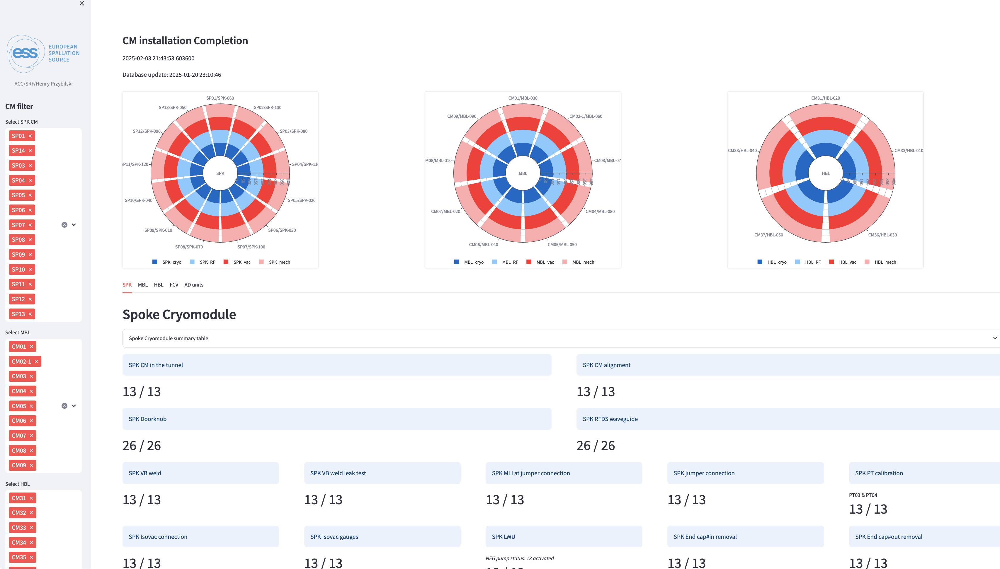 ess
EUROPEAN
SPALLATION
SOURCE
ACC/SRF/Henry Przybilski
CM filter
Select SPK CM
SP01
SP14
SP03
SP04
SP05
SP06
SP07
SP08
SP09
SP10
SP11
SP12
SP13
Select MBL
CM01
CM02-1
CM03
CM04
CM05
CM06
CM07
CM08
CM09
Select HBL
CM31
CM32
CM33
CM34
CM35
CM installation Completion
2025-02-03 21:43:53.603600
Database update: 2025-01-20 23:10:46
SP01/SPK-060
SP02/SPK-130
SP03/SPK-080
SP04/SPK-11
SP05/SPK-020
SP06/SPK-030
SP07/SPK-100
SP08/SPK-070
SP09/SPK-010
SP10/SPK-040
P11/SPK-120
SP12/SPK-090
SP13/SPK-050
SPK
0 50 100 150 200 250 300 350 400
SPK_cryo SPK_RF SPK_vac SPK_mech
CM01/MBL-030
CM02-1/MBL-060
CM03/MBL-07
CM04/MBL-080
CM05/MBL-050
CM06/MBL-040
CM07/MBL-020
M08/MBL-010
CM09/MBL-090
MBL
0 50 100 150 200 250 300 350 400
MBL_cryo MBL_RF MBL_vac MBL_mech
CM31/HBL-020
CM33/HBL-010
CM36/HBL-030
CM37/HBL-050
CM38/HBL-040
HBL
0 50 100 150 200 250 300 350 400
HBL_cryo HBL_RF HBL_vac HBL_mech
SPK MBL HBL FCV AD units
Spoke Cryomodule
Spoke Cryomodule summary table
SPK CM in the tunnel
13 / 13
SPK CM alignment
13 / 13
SPK Doorknob
26 / 26
SPK RFDS waveguide
26 / 26
SPK VB weld
13 / 13
SPK VB weld leak test
13 / 13
SPK MLI at jumper connection
13 / 13
SPK jumper connection
13 / 13
SPK PT calibration
PT03 & PT04
13 / 13
SPK Isovac connection
13 / 13
SPK Isovac gauges
13 / 13
SPK LWU
NEG pump status: 13 activated
SPK End cap#in removal
13 / 13
SPK End cap#out removal
13 / 13